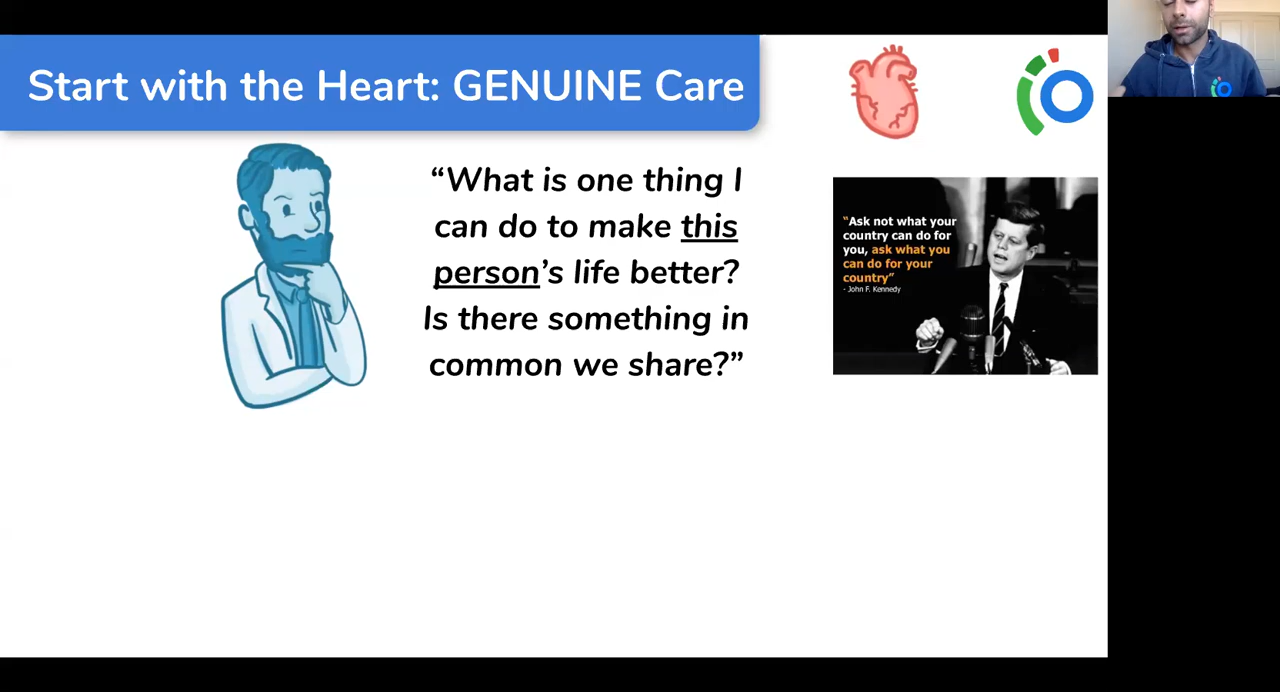 Start with the Heart: GENUINE Care
“What is one thing I
can do to make this
person’s life better?
Is there something in
common we share?”
“Ask not what your
country can do for
you, ask what you
can do for your
country”
- John F. Kennedy